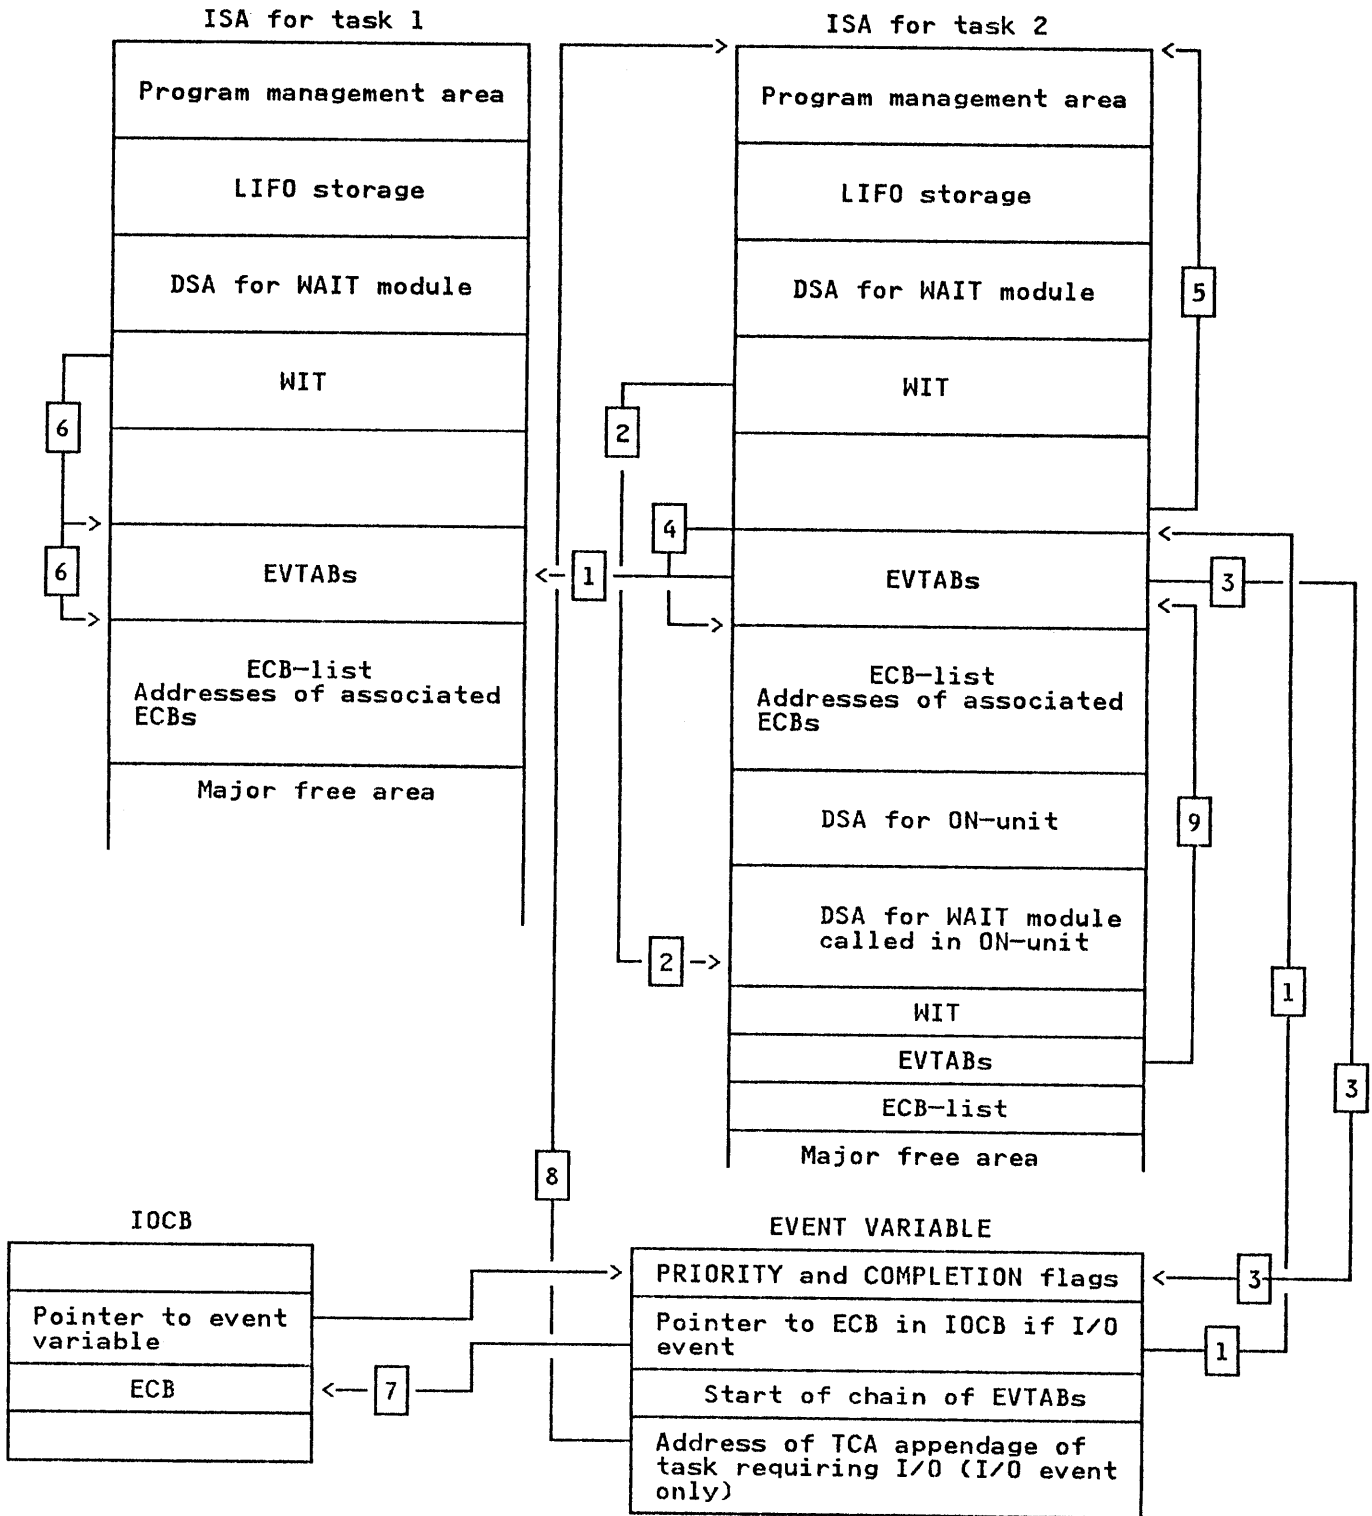 ISA for task 1
Program management area
LIFO storage
DSA for WAIT module
WIT
6
6
EVTABs
ECB—list
Addresses of associated
ECBs
Major free area
ISA for task 2
Program management area
LIFO storage
DSA for WAIT module
5
WIT
2
4
1
EVTABs
3
ECB—list
Addresses of associated
ECBs
DSA for ON—unit
9
DSA for WAIT module
called in ON—unit
2
1
WIT
EVTABs
3
ECB—list
Major free area
8
IOCB
Pointer to event
variable
ECB
7
EVENT VARIABLE
PRIORITY and COMPLETION flags
3
Pointer to ECB in IOCB if I/O
event
1
Start of chain of EVTABs
Address of TCA appendage of
task requiring I/O (I/O event
only)